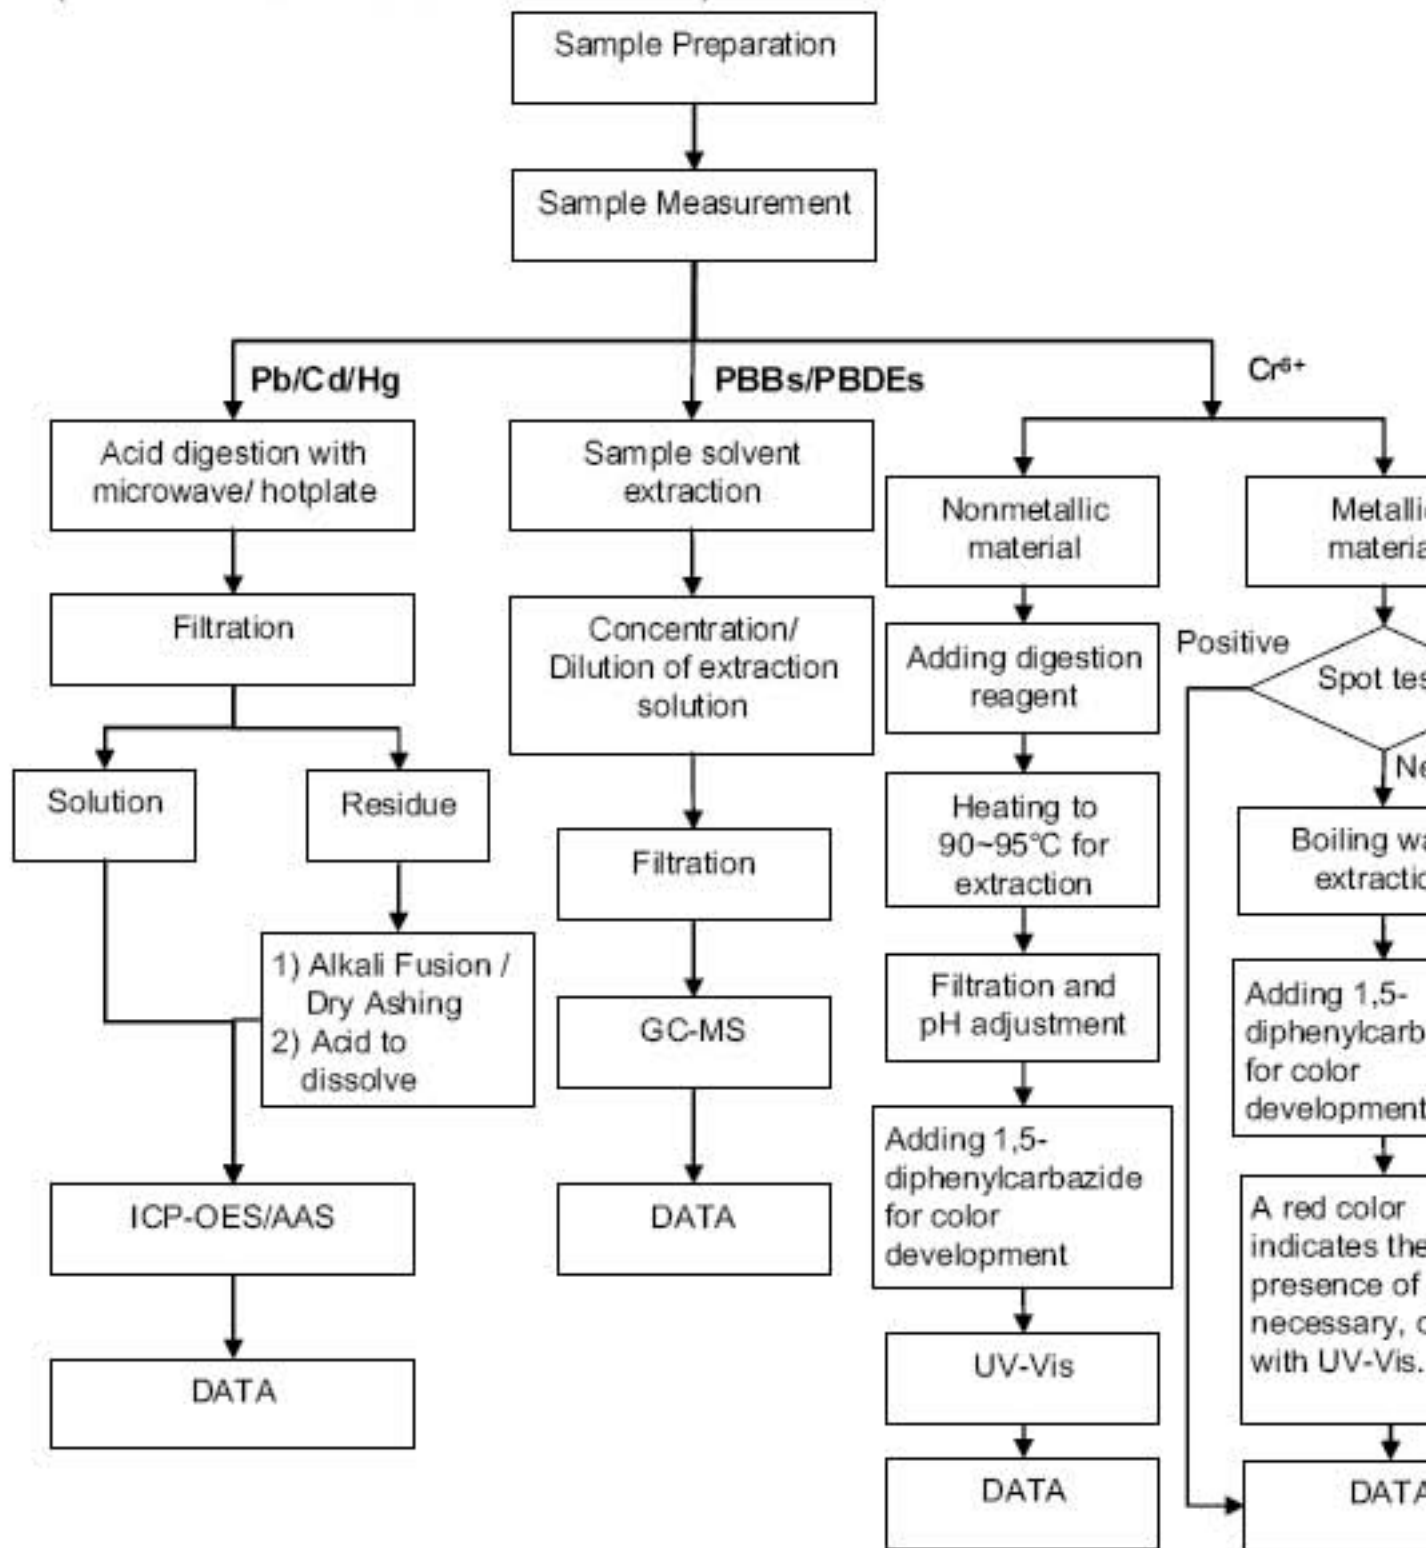 Sample Preparation
Sample Measurement
Pb/Cd/Hg
Acid digestion with
microwave/ hotplate
Filtration
Solution
Residue
1) Alkali Fusion /
Dry Ashing
2) Acid to
dissolve
ICP-OES/AAS
DATA
PBBs/PBDEs
Sample solvent
extraction
Concentration/
Dilution of extraction
solution
Filtration
GC-MS
DATA
Cr⁶⁺
Nonmetallic
material
Adding digestion
reagent
Heating to
90~95°C for
extraction
Filtration and
pH adjustment
Adding 1,5-
diphenylcarbazide
for color
development
UV-Vis
DATA
Positive
Spot
Boiling
Adding 1,5-
for color
development
A red color
indicates the
presence of
necessary,
with UV-Vis.
DATA